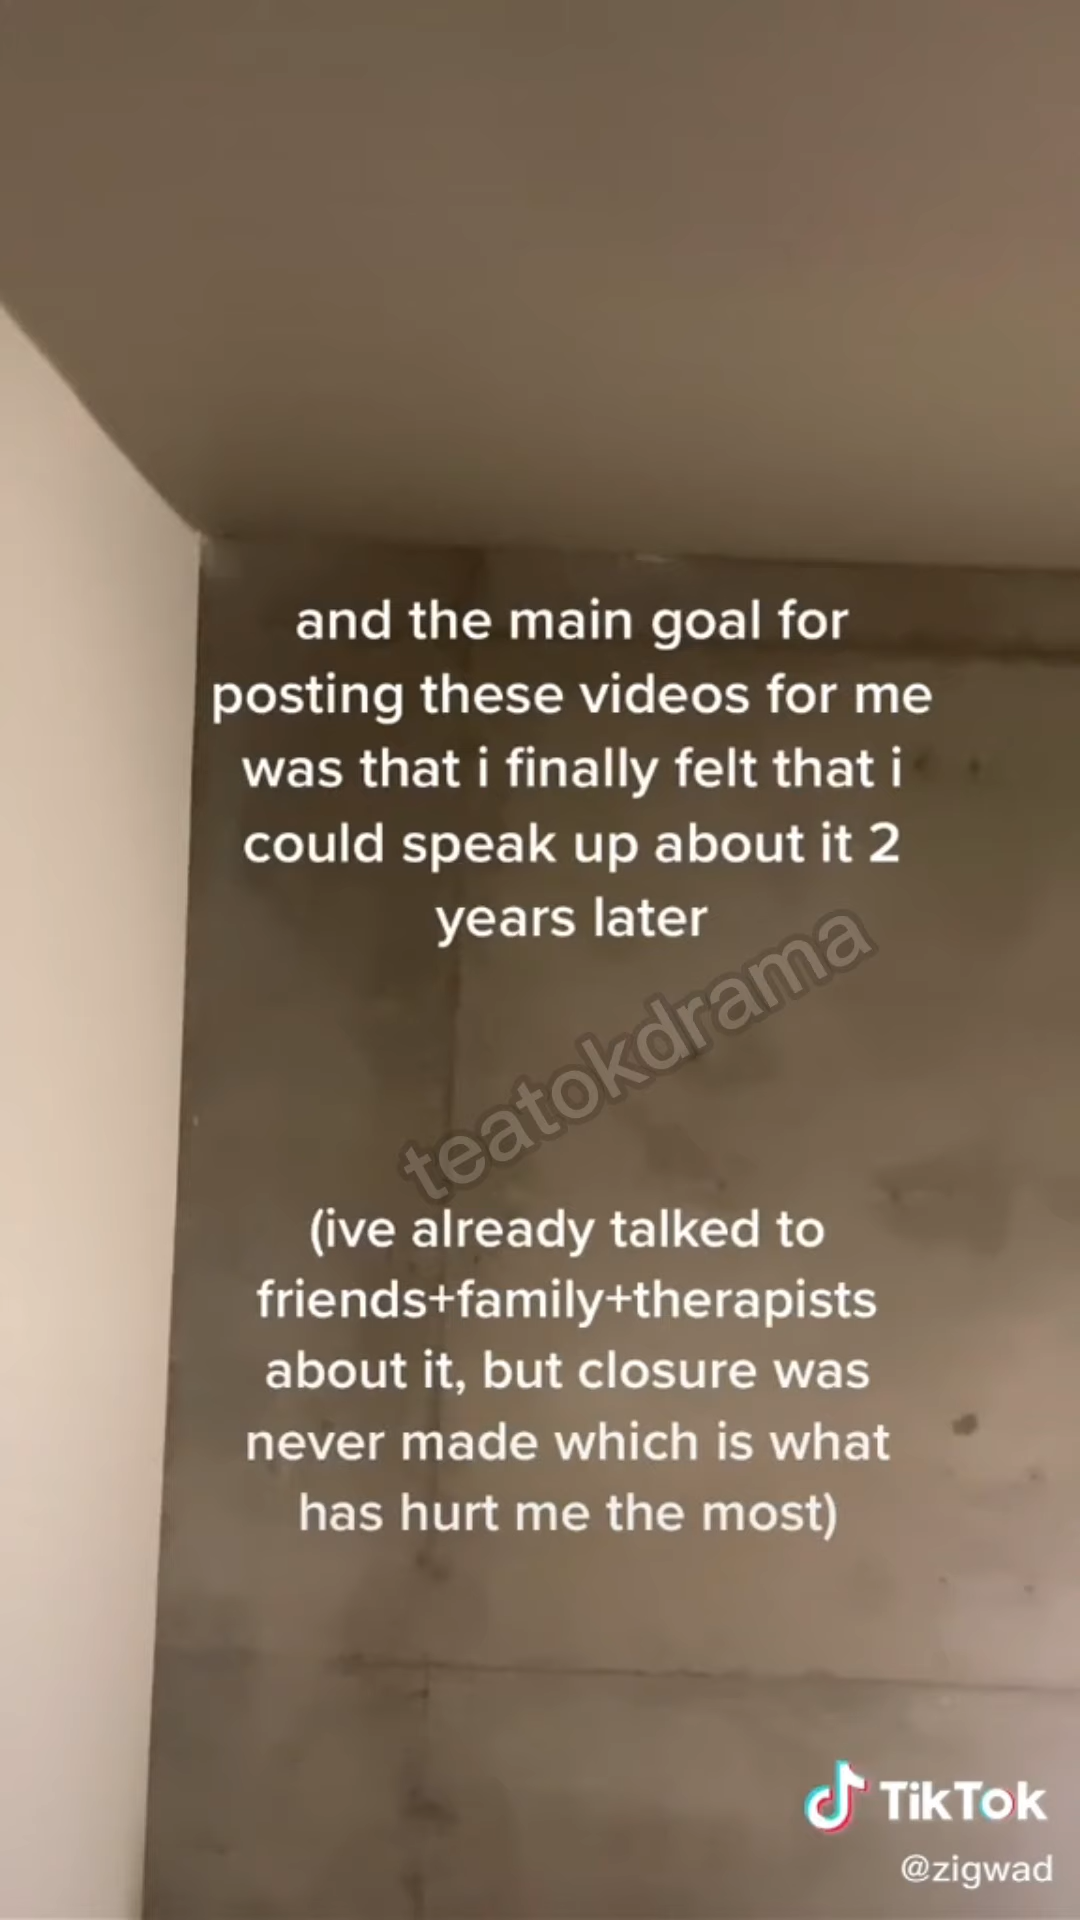 and the main goal for
posting these videos for me
was that i finally felt that i
could speak up about it 2
years later
teatokdrama
(ive already talked to
friends+family+therapists
about it, but closure was
never made which is what
has hurt me the most)
TikTok
@zigwad